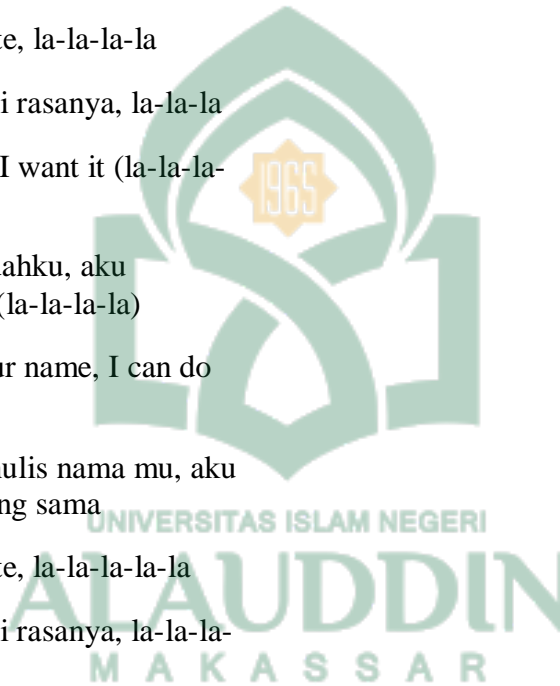 te, la-la-la-la
i rasanya, la-la-la
I want it (la-la-la-
1965
lahku, aku
(la-la-la-la)
ur name, I can do
nulis nama mu, aku
ng sama
UNIVERSITAS ISLAM NEGERI
te, la-la-la-la-la
ALAUDDIN
i rasanya, la-la-la-
MAKASSAR